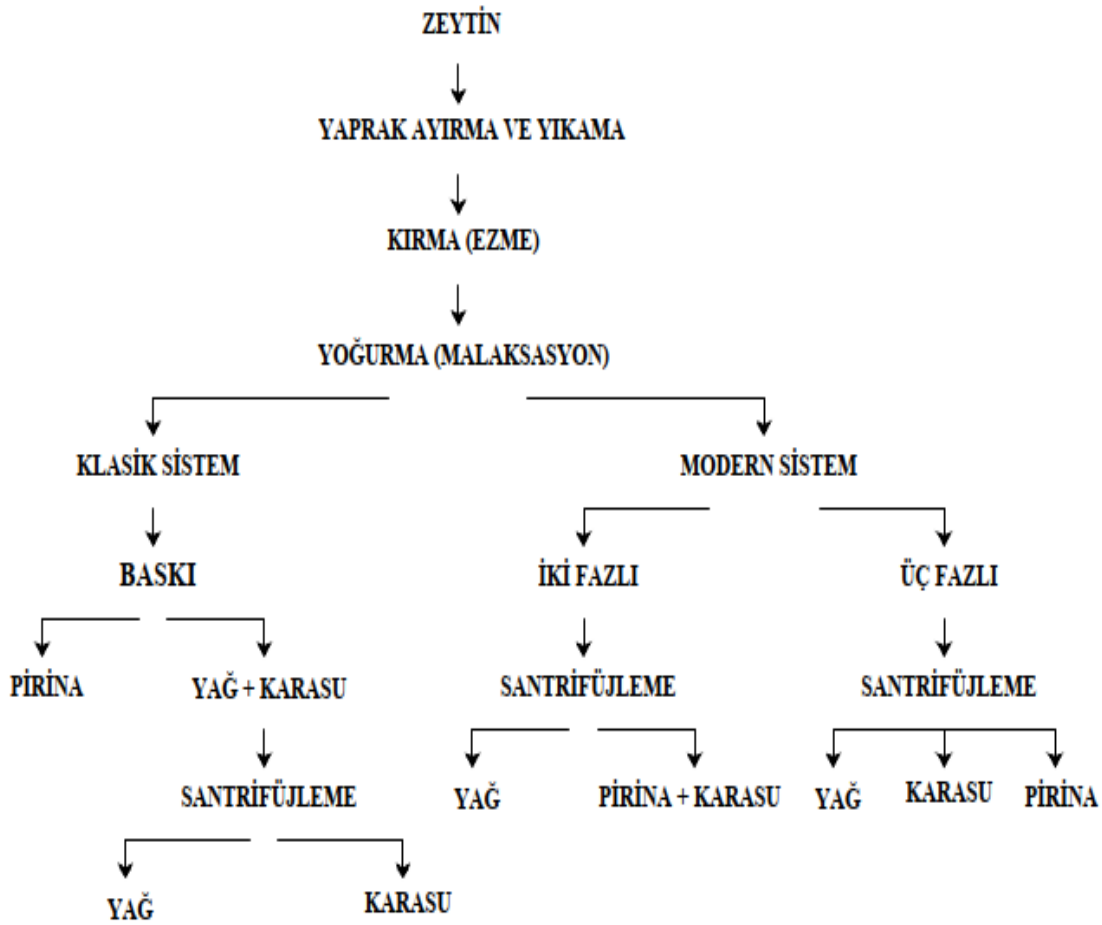 ZEYTİN
YAPRAK AYIRMA VE YIKAMA
KIRMA (EZME)
YOĞURMA (MALAKSASYON)
KLASİK SİSTEM
MODERN SİSTEM
BASKI
İKİ FAZLI
ÜÇ FAZLI
PİRİNA
YAĞ + KARASU
SANTRİFÜJLEME
SANTRİFÜJLEME
SANTRİFÜJLEME
YAĞ
PİRİNA + KARASU
YAĞ
KARASU
PİRİNA
YAĞ
KARASU